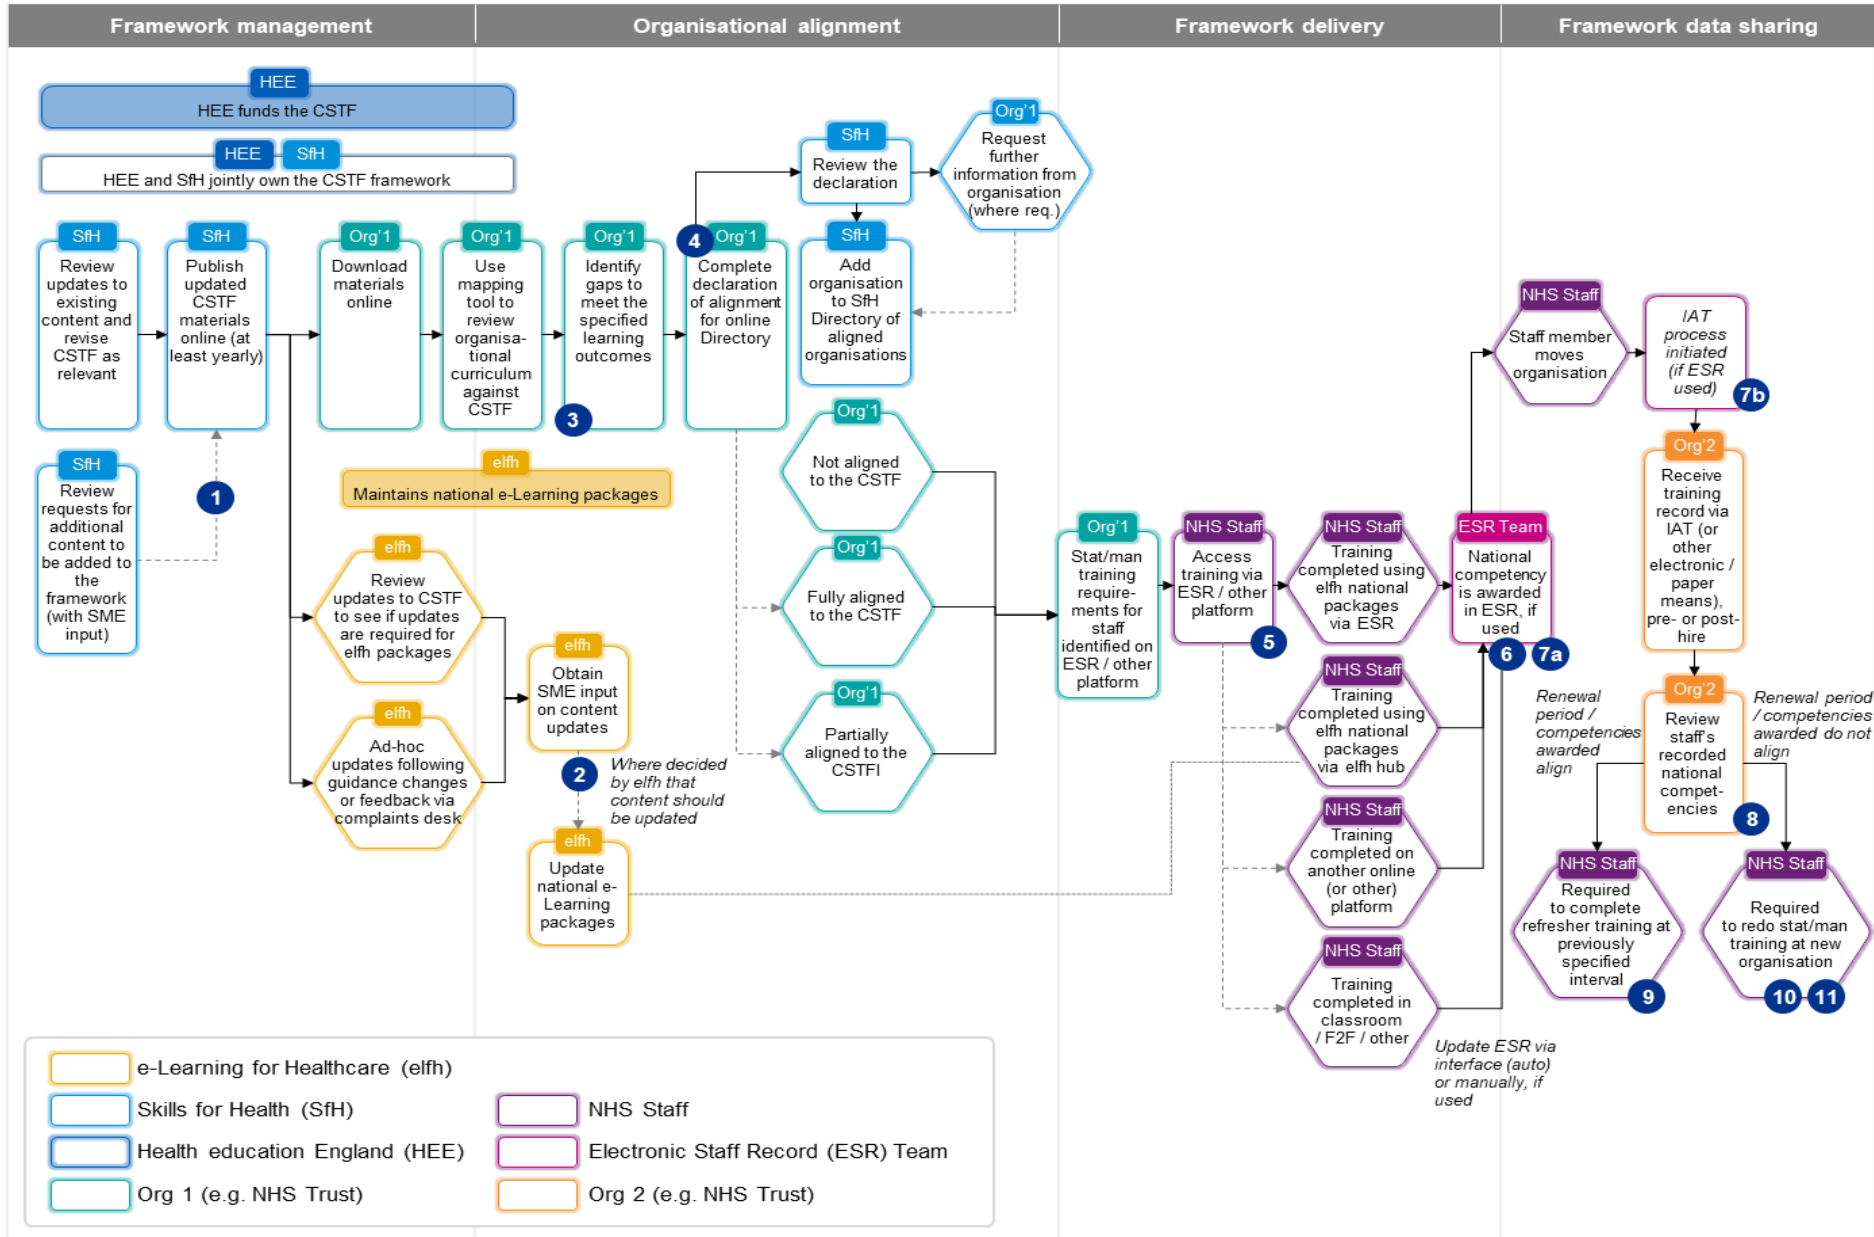 Framework management
Organisational alignment
Framework delivery
Framework data sharing
HEE
HEE funds the CSTF
HEE
SfH
HEE and SfH jointly own the CSTF framework
SfH
Review
updates to
existing
content and
revise CSTF as
relevant
SfH
Publish
updated
CSTF
materials
online (at
least yearly)
Org'1
Download
materials
online
Org'1
Use
mapping
tool to
review
organisa-
tional
curriculum
against
CSTF
Org'1
Identify
gaps to
meet the
specified
learning
outcomes
3
4
Org'1
Complete
declaration
of alignment
for online
Directory
SfH
Review the
declaration
Org'1
Request
further
information from
organisation
(where req.)
SfH
Add
organisation
to SfH
Directory of
aligned
organisations
SfH
Review
requests for
additional
content to
be added to
the
framework
(with SME
input)
1
elfh
Maintains national e-Learning packages
elfh
Review
updates to CSTF
to see if updates
are required for
elfh packages
elfh
Ad-hoc
updates following
guidance changes
or feedback via
complaints desk
elfh
Obtain
SME input
on content
updates
2
Where decided
by elfh that
content should
be updated
elfh
Update
national e-
Learning
packages
Org'1
Not aligned
to the CSTF
Org'1
Fully aligned
to the CSTF
Org'1
Partially
aligned to the
CSTFI
Org'1
Stat/man
training
require-
ments for
staff
identified on
ESR / other
platform
NHS Staff
Access
training via
ESR / other
platform
5
NHS Staff
Training
completed using
elfh national
packages
via ESR
NHS Staff
Training
completed using
elfh national
packages
via elfh hub
NHS Staff
Training
completed on
another online
(or other)
platform
NHS Staff
Training
completed in
classroom
/ F2F / other
ESR Team
National
competency
is awarded
in ESR, if
used
6
7a
Update ESR via
interface (auto)
or manually, if
used
NHS Staff
Staff member
moves
organisation
IAT
process
initiated
(if ESR
used)
7b
Org'2
Receive
training
record via
IAT (or
other
electronic /
paper
means),
pre- or post-
hire
Org'2
Review
staff's
recorded
national
compet-
encies
8
Renewal
period /
competencies
awarded
align
Renewal period
/ competencies
awarded do not
align
NHS Staff
Required
to complete
refresher training at
previously
specified
interval
9
NHS Staff
Required
to redo stat/man
training at new
organisation
10
11
e-Learning for Healthcare (elfh)
Skills for Health (SfH)
Health education England (HEE)
Org 1 (e.g. NHS Trust)
NHS Staff
Electronic Staff Record (ESR) Team
Org 2 (e.g. NHS Trust)